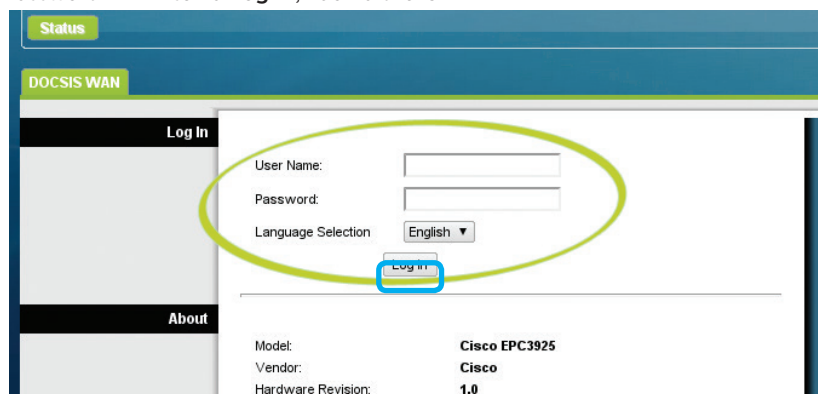 Status
DOCSIS WAN
Log In
User Name:
Password:
Language Selection English
Log In
About
Model: Cisco EPC3925
Vendor: Cisco
Hardware Revision: 1.0